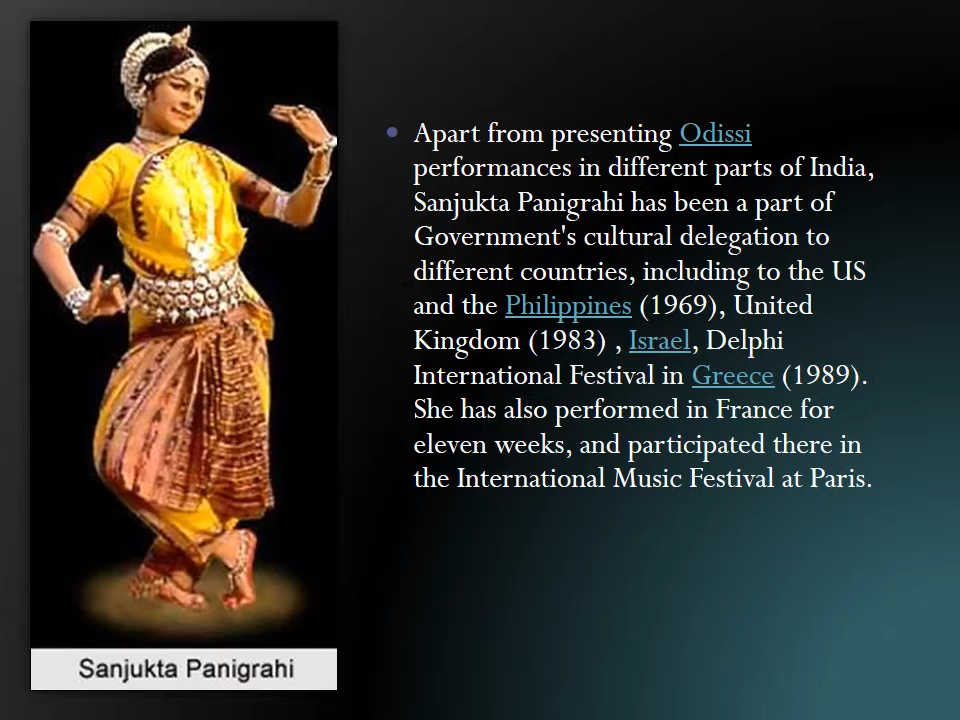 Apart from presenting Odissi
performances in different parts of India,
Sanjukta Panigrahi has been a part of
Government's cultural delegation to
different countries, including to the US
and the Philippines (1969), United
Kingdom (1983) , Israel, Delphi
International Festival in Greece (1989).
She has also performed in France for
eleven weeks, and participated there in
the International Music Festival at Paris.
Sanjukta Panigrahi